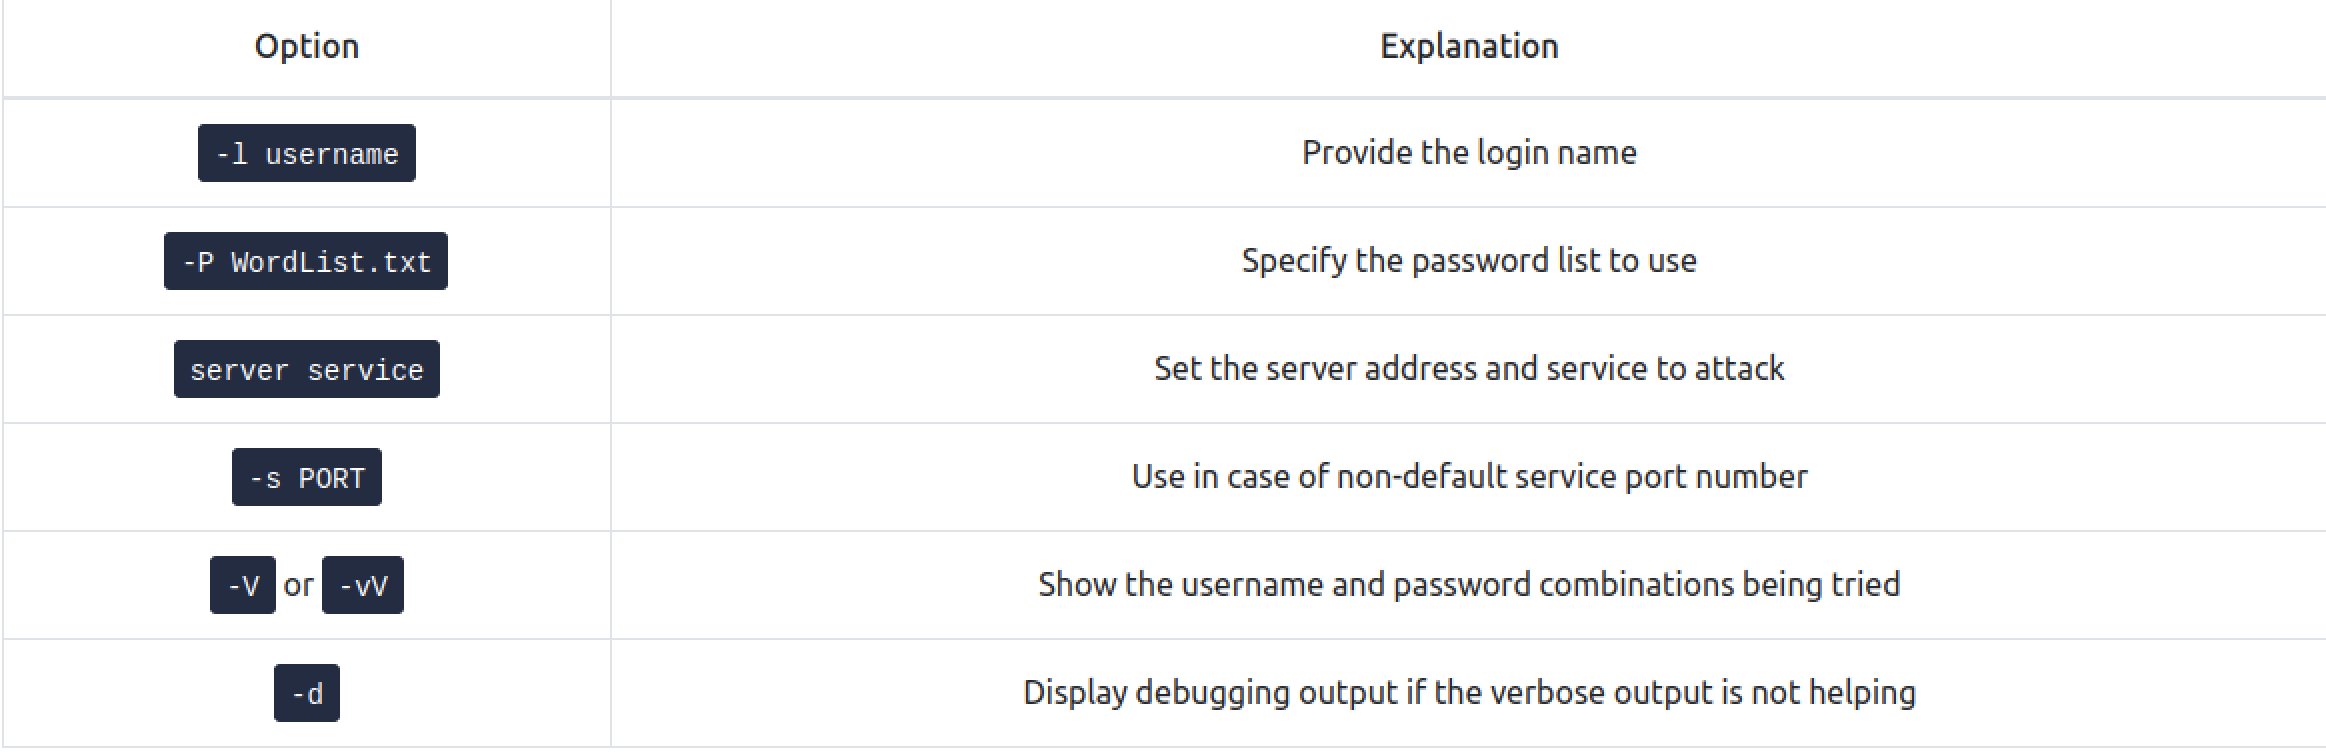 Option Explanation
-l username Provide the login name
-P WordList.txt Specify the password list to use
server service Set the server address and service to attack
-s PORT Use in case of non-default service port number
-V or -vV Show the username and password combinations being tried
-d Display debugging output if the verbose output is not helping